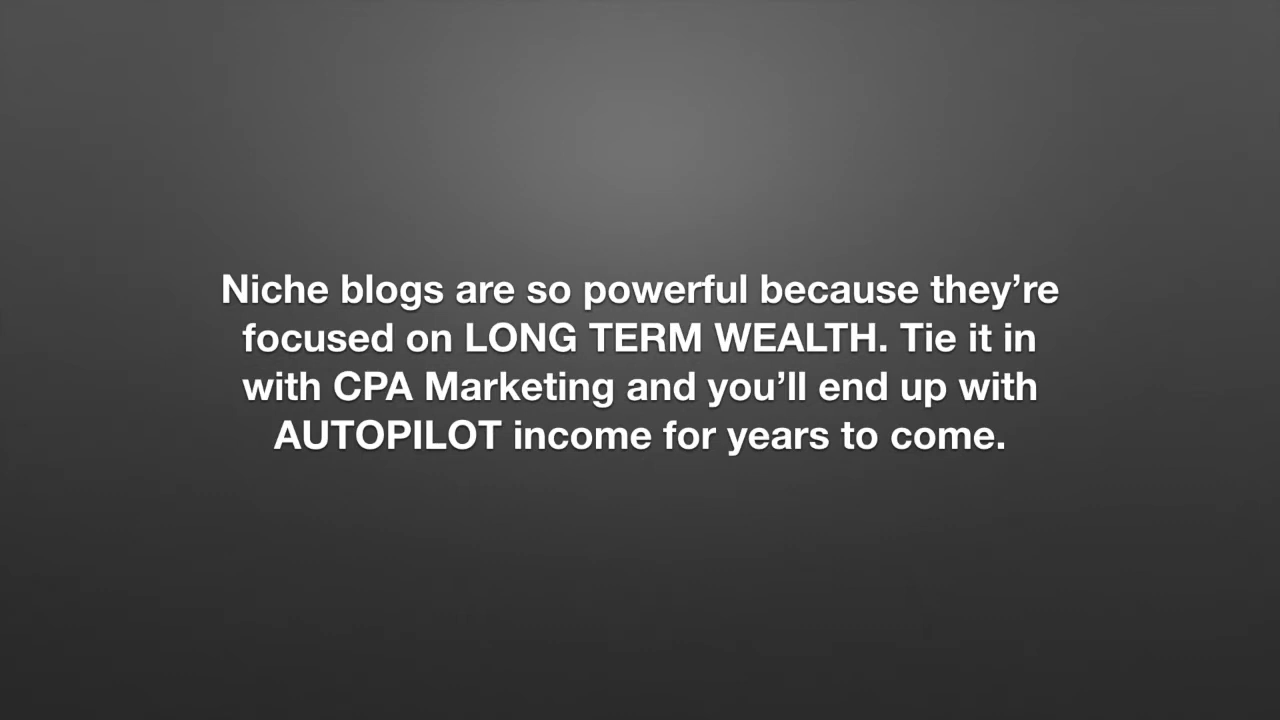 Niche blogs are so powerful because they’re
focused on LONG TERM WEALTH. Tie it in
with CPA Marketing and you’ll end up with
AUTOPILOT income for years to come.